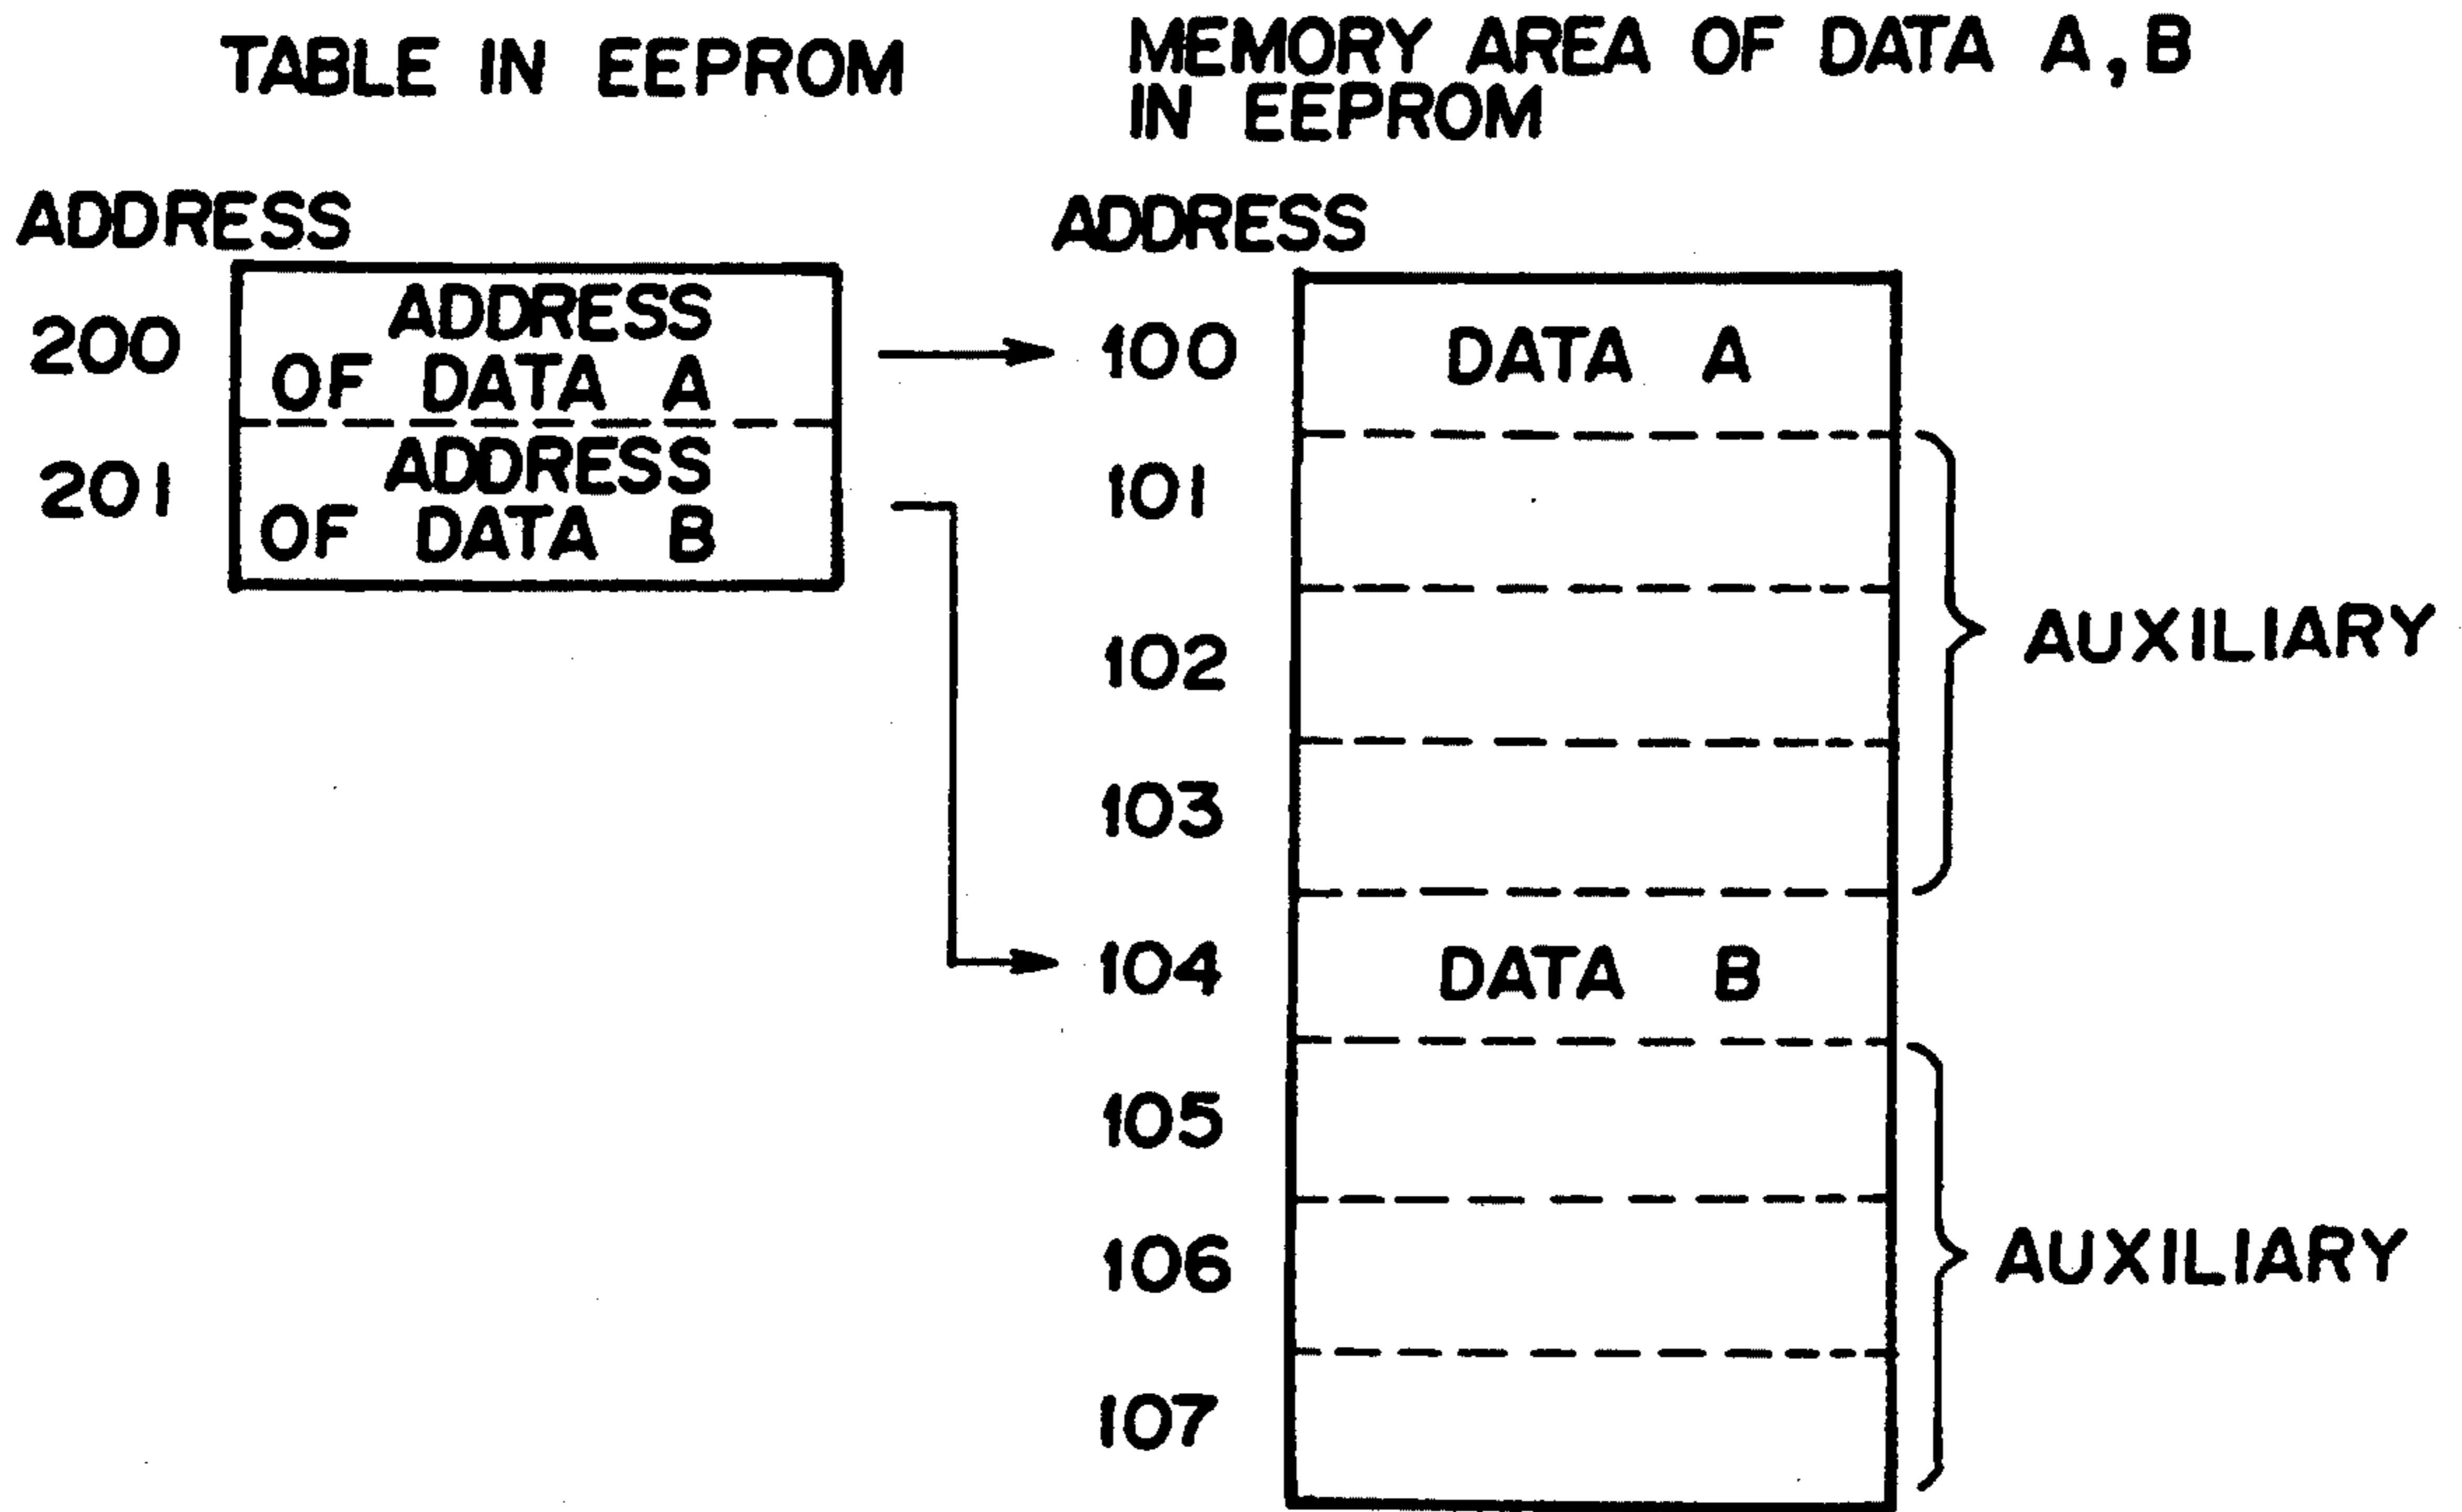 TABLE IN EEPROM
ADDRESS
200
ADDRESS
OF DATA A
201
ADDRESS
OF DATA B
MEMORY AREA OF DATA A, B
IN EEPROM
ADDRESS
100
DATA A
101
102
103
AUXILIARY
104
DATA B
105
106
107
AUXILIARY